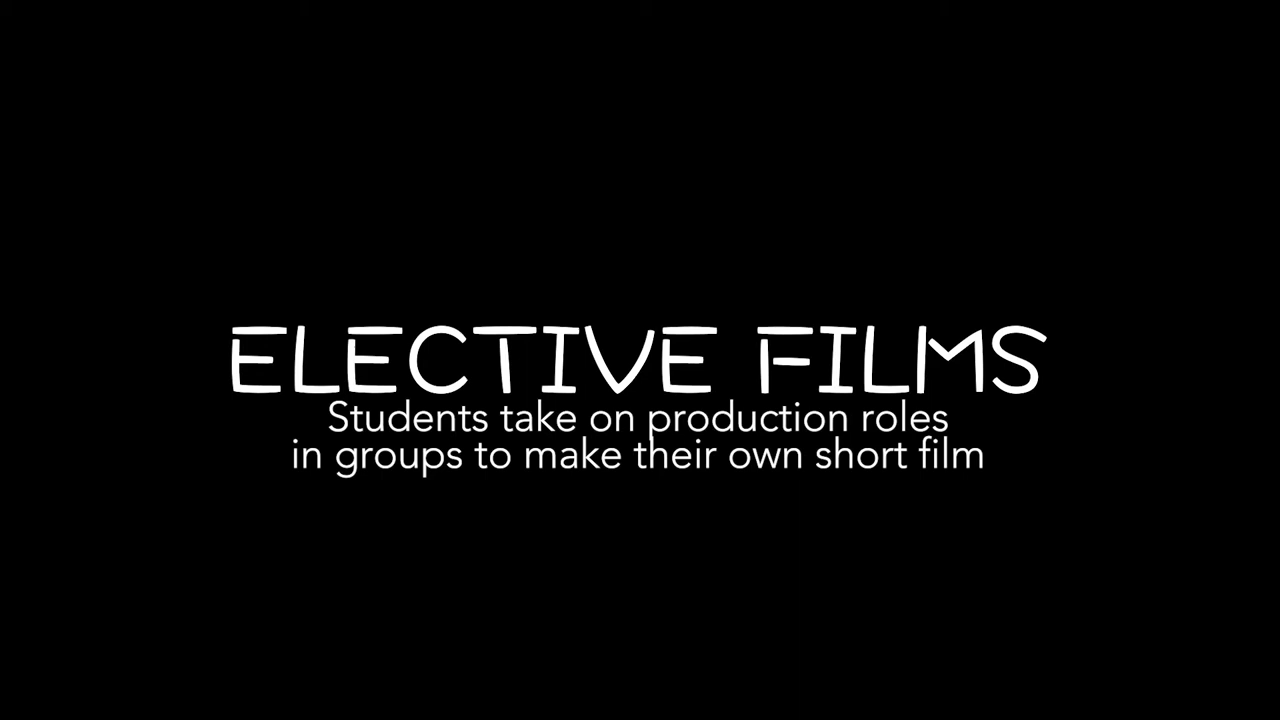 ELECTIVE FILMS
Students take on production roles
in groups to make their own short film